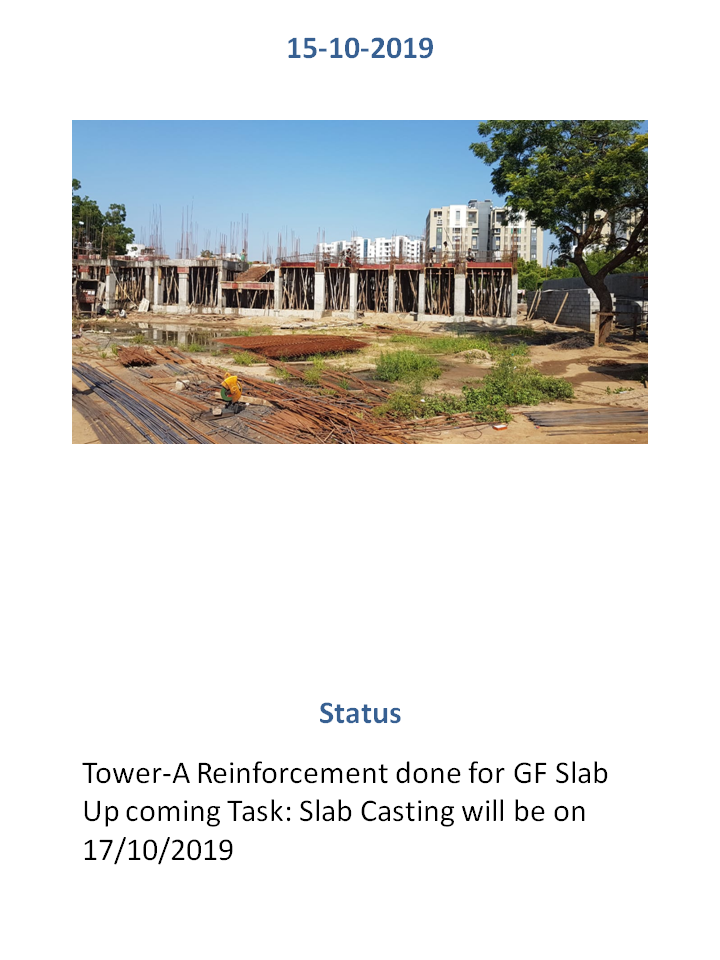 15-10-2019
Status
Tower-A Reinforcement done for GF Slab
Up coming Task: Slab Casting will be on
17/10/2019